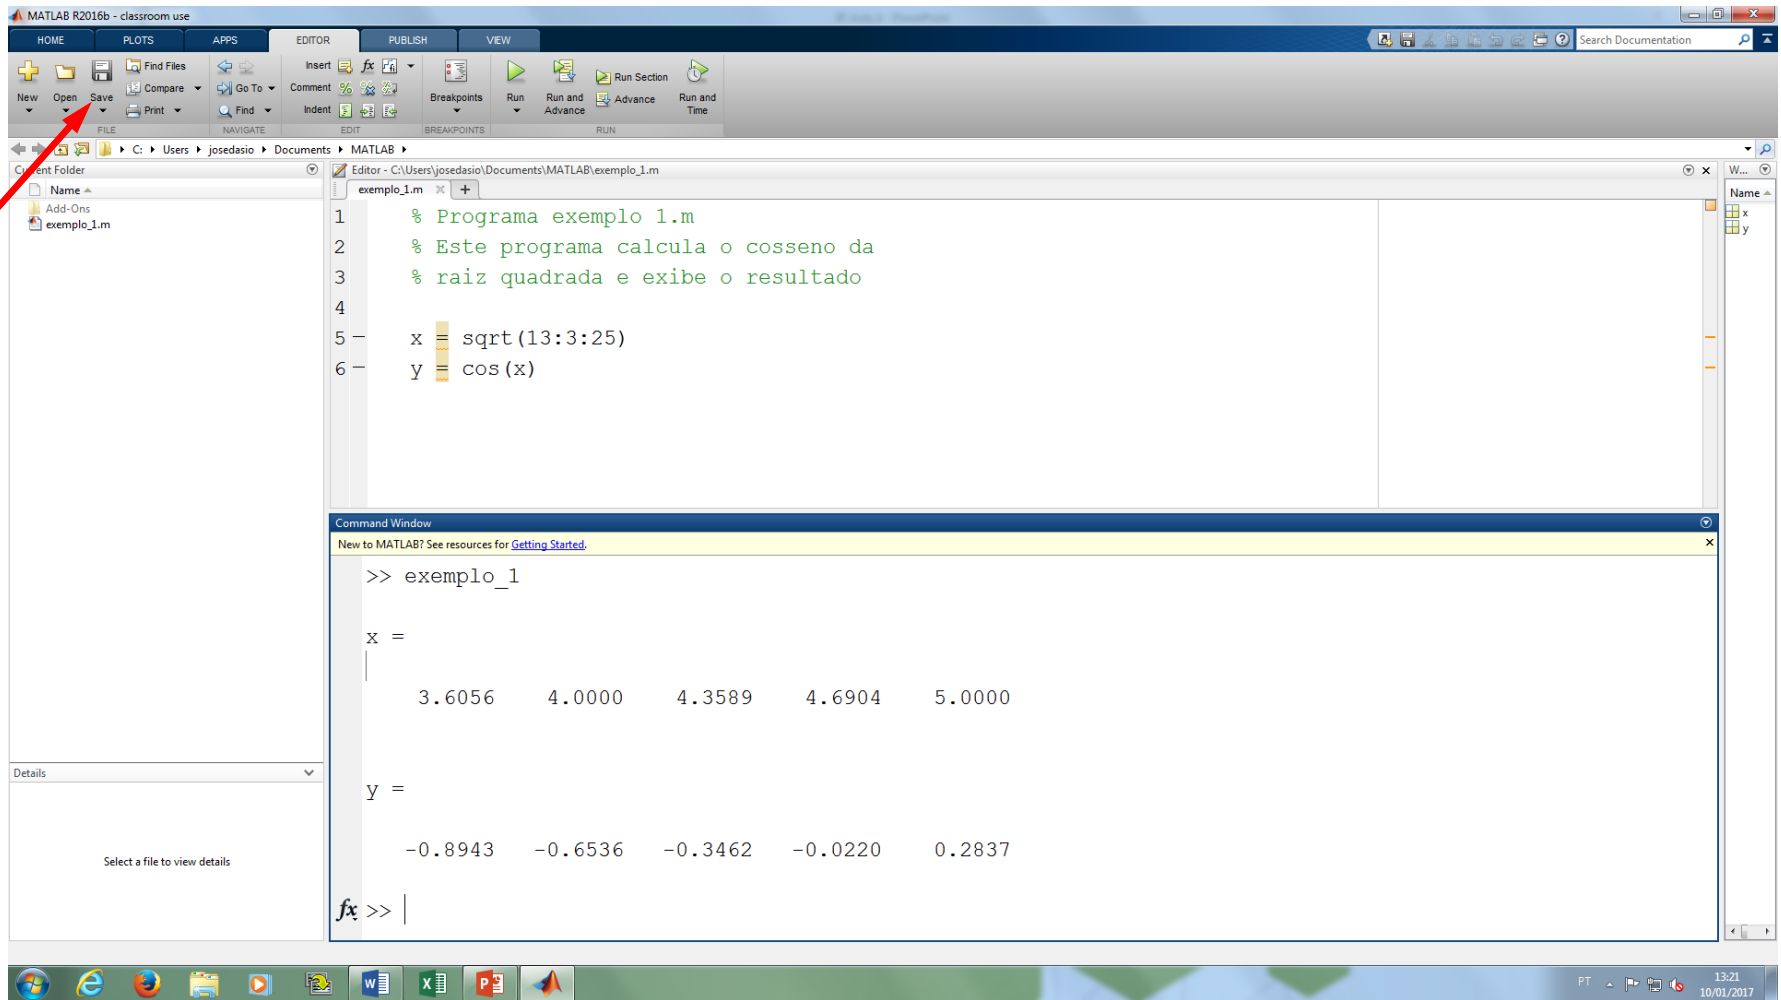 MATLAB R2016b - classroom use
HOME PLOTS APPS EDITOR PUBLISH VIEW
Search Documentation
New Open Save
Find Files
Compare
Print
Go To
Find
Insert
Comment
Indent
fx
Breakpoints
Run
Run and Advance
Run Section
Advance
Run and Time
FILE NAVIGATE EDIT BREAKPOINTS RUN
C: Users josedasio Documents MATLAB
Current Folder
Name
Add-Ons
exemplo_1.m
Editor - C:\Users\josedasio\Documents\MATLAB\exemplo_1.m
exemplo_1.m
1 % Programa exemplo 1.m
2 % Este programa calcula o cosseno da
3 % raiz quadrada e exibe o resultado
4
5 – x = sqrt(13:3:25)
6 – y = cos(x)
W...
Name
x
y
Command Window
New to MATLAB? See resources for Getting Started.
>> exemplo_1
x =
3.6056 4.0000 4.3589 4.6904 5.0000
y =
-0.8943 -0.6536 -0.3462 -0.0220 0.2837
fx >>
Details
Select a file to view details
PT
13:21
10/01/2017